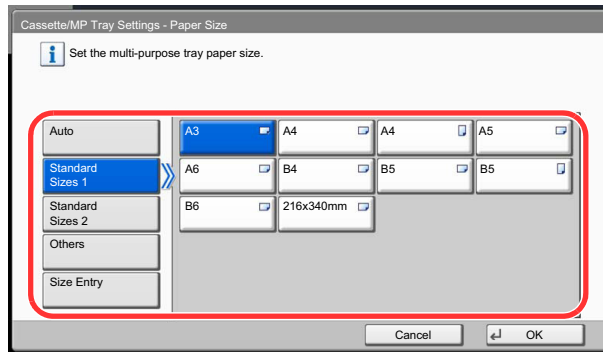 Cassette/MP Tray Settings - Paper Size
i Set the multi-purpose tray paper size.
Auto
A3 A4 A4 A5
Standard
Sizes 1
A6 B4 B5 B5
Standard
Sizes 2
B6 216x340mm
Others
Size Entry
Cancel OK